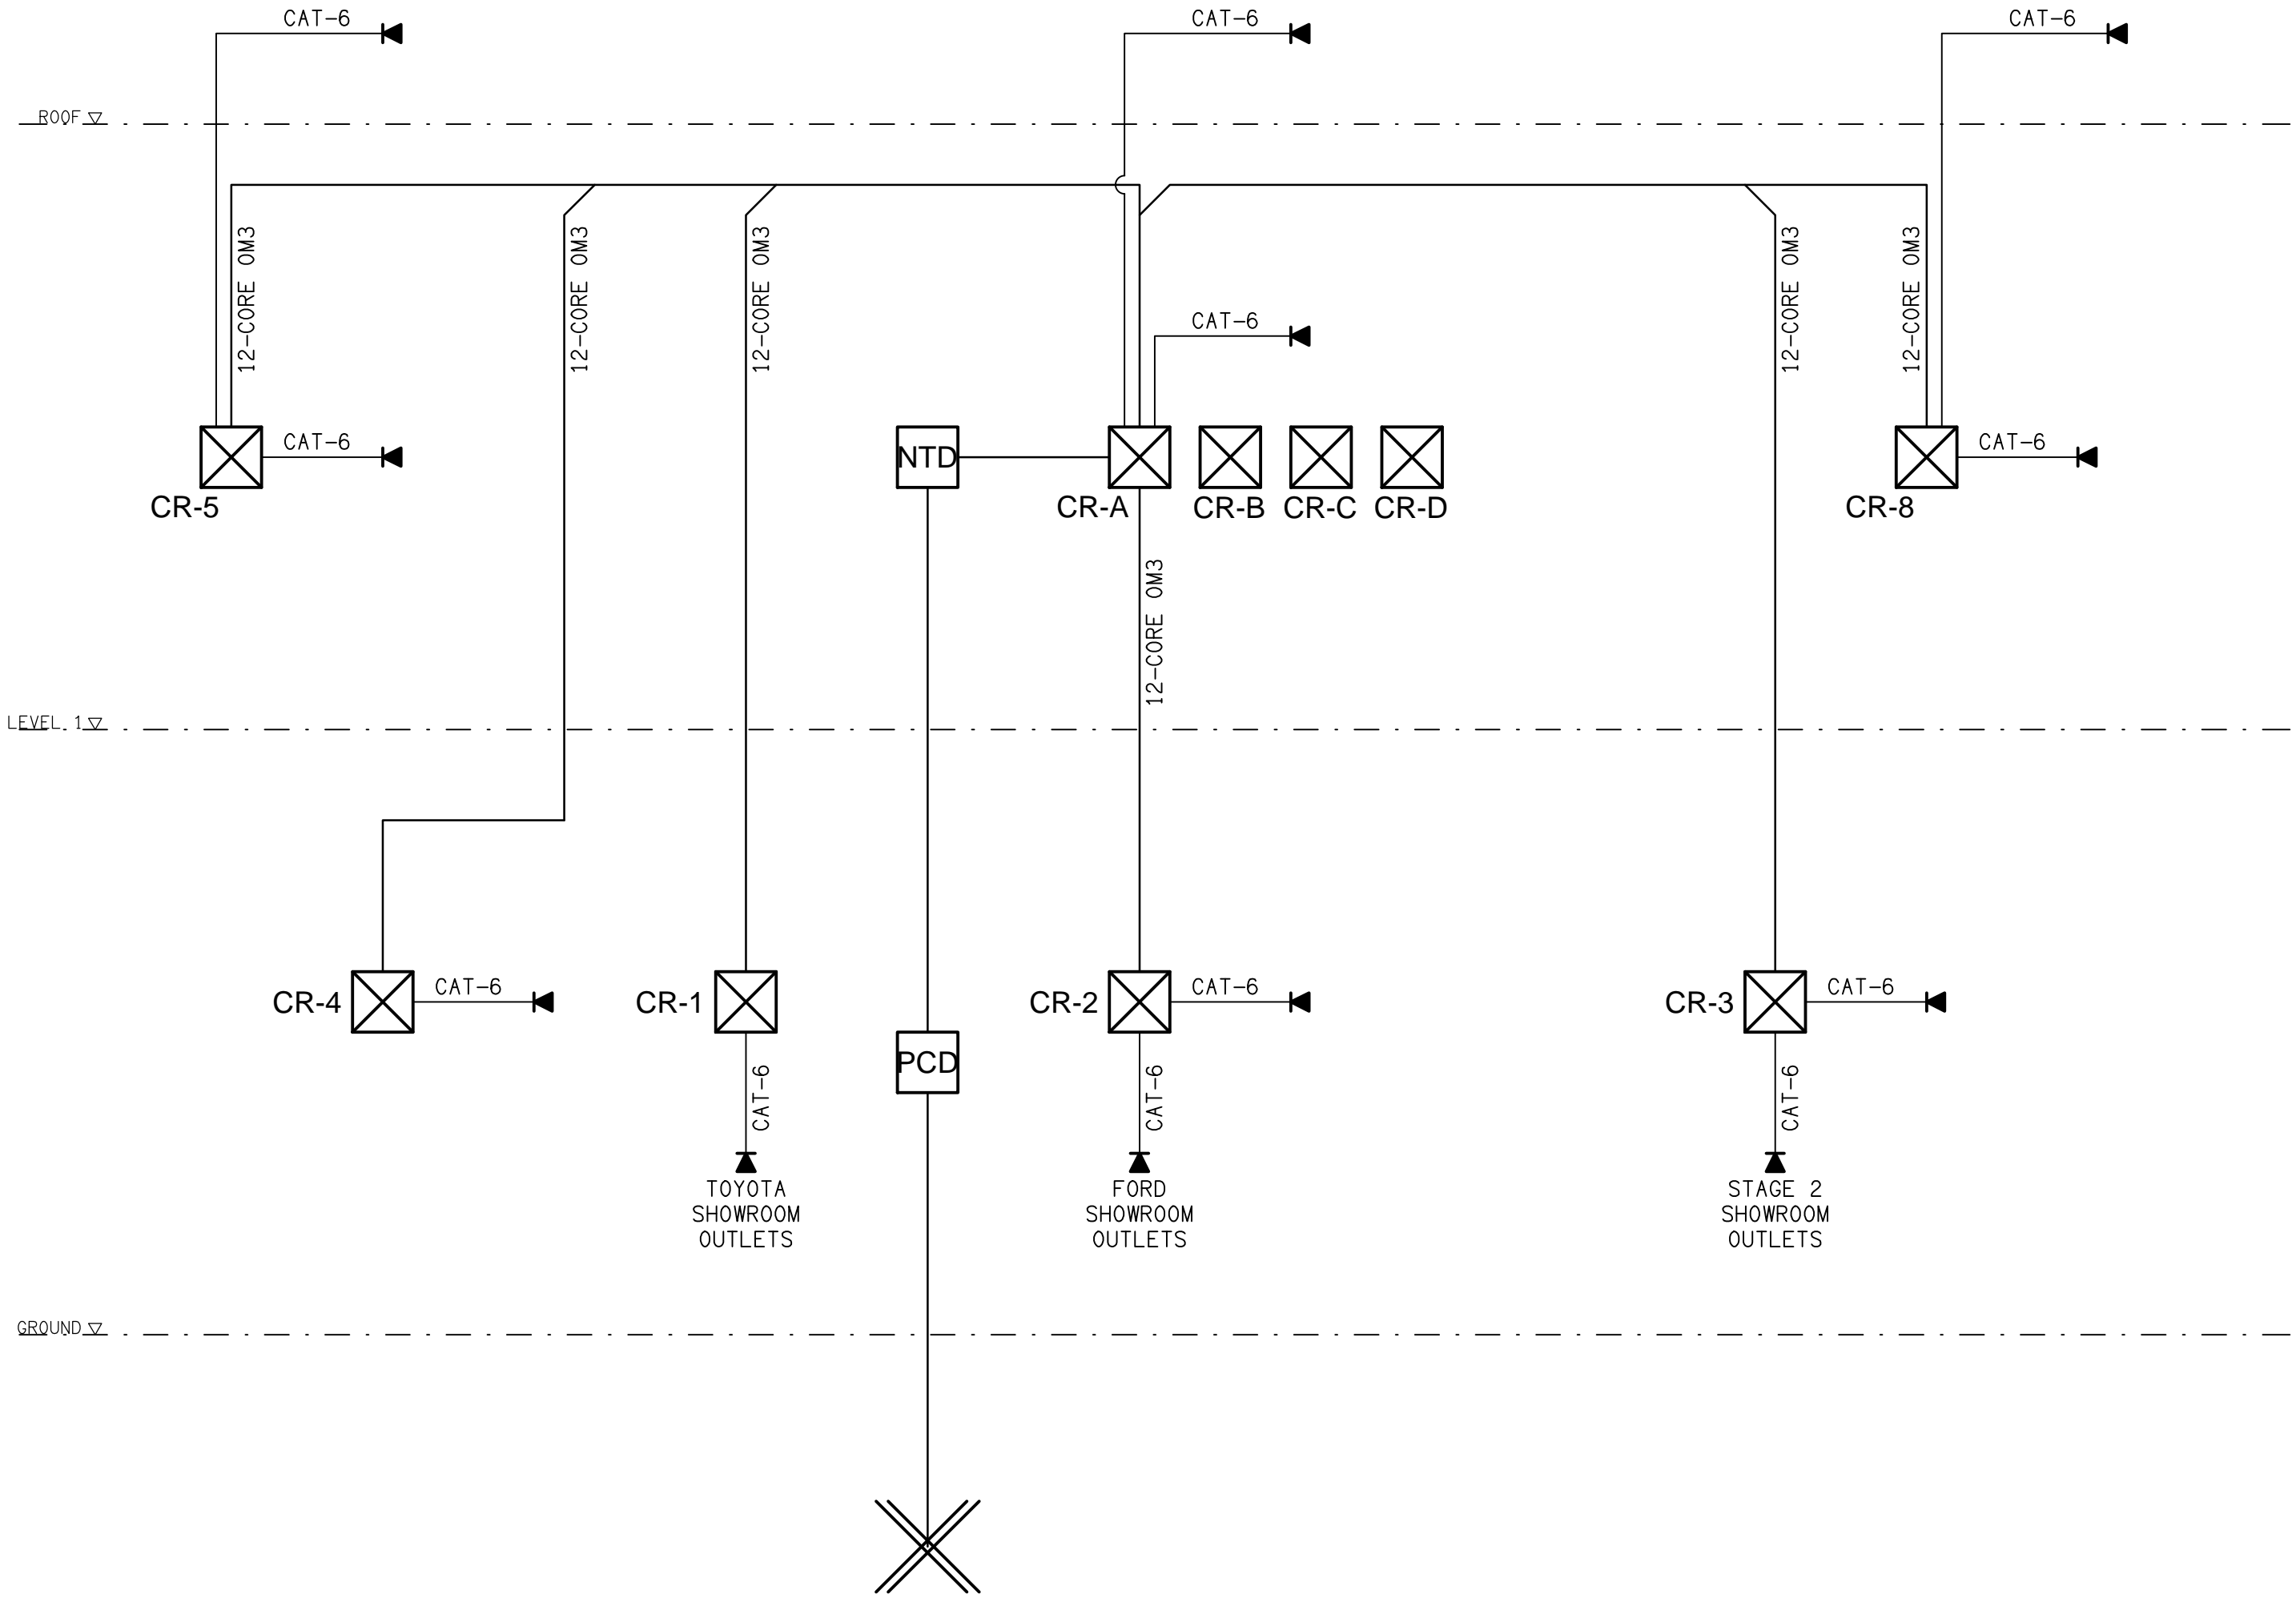 CAT-6
CAT-6
CAT-6
ROOF
12-CORE OM3
12-CORE OM3
12-CORE OM3
12-CORE OM3
12-CORE OM3
CAT-6
CAT-6
NTD
CAT-6
CR-5
CR-A
CR-B
CR-C
CR-D
CR-8
12-CORE OM3
LEVEL 1
CR-4
CAT-6
CR-1
CR-2
CAT-6
CR-3
CAT-6
PCD
CAT-6
CAT-6
CAT-6
TOYOTA
SHOWROOM
OUTLETS
FORD
SHOWROOM
OUTLETS
STAGE 2
SHOWROOM
OUTLETS
GROUND